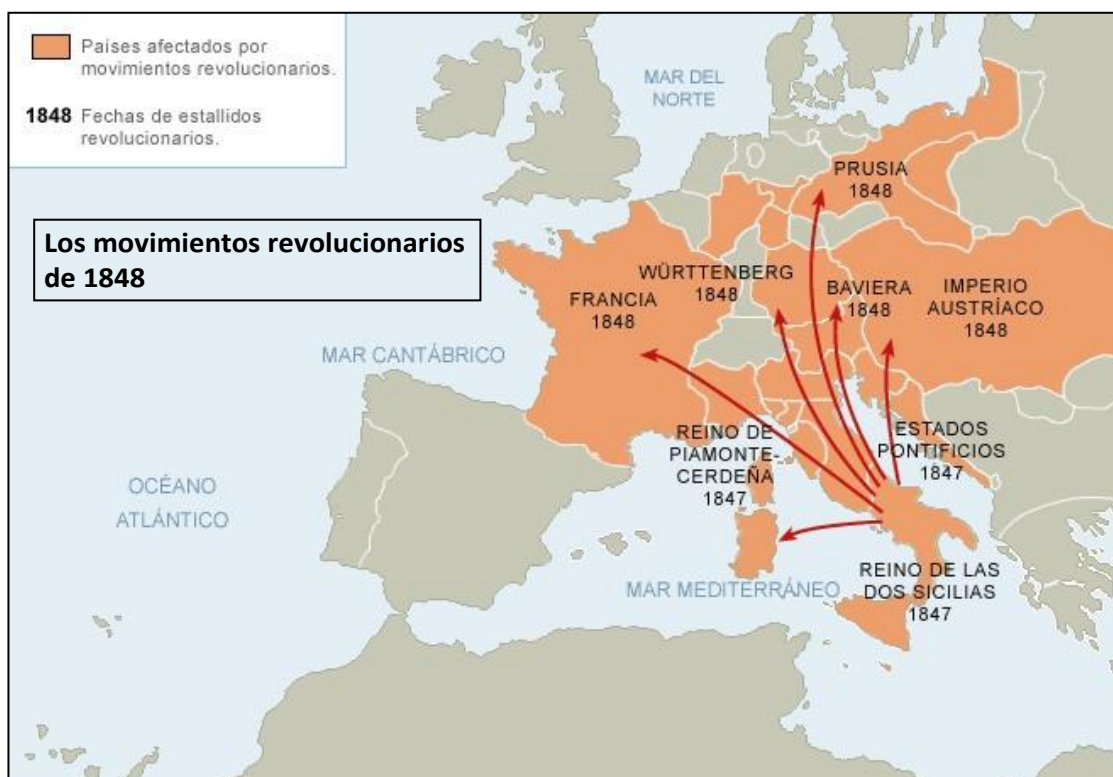 Países afectados por
movimientos revolucionarios.
1848 Fechas de estallidos
revolucionarios.
Los movimientos revolucionarios
de 1848
MAR DEL
NORTE
PRUSIA
1848
WÜRTTENBERG
1848
BAVIERA
1848
IMPERIO
AUSTRÍACO
1848
FRANCIA
1848
MAR CANTÁBRICO
REINO DE
PIAMONTE-
CERDEÑA
1847
ESTADOS
PONTIFICIOS
1847
OCÉANO
ATLÁNTICO
MAR MEDITERRÁNEO
REINO DE LAS
DOS SICILIAS
1847